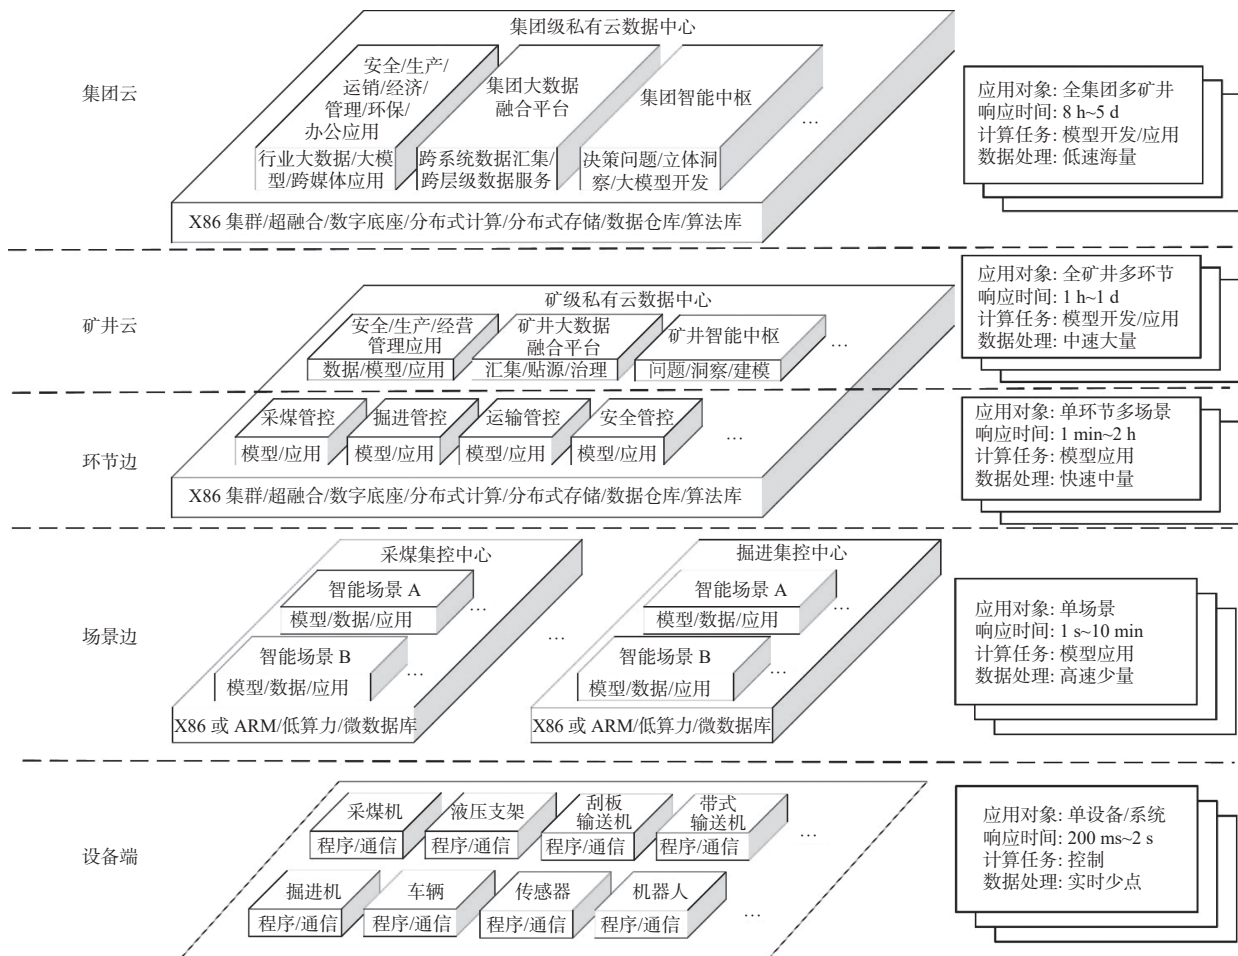 集团云
集团级私有云数据中心
安全/生产/
运销/经济/
管理/环保/
办公应用
行业大数据/大模
型/跨媒体应用
集团大数据
融合平台
跨系统数据汇集/
跨层级数据服务
集团智能中枢
决策问题/立体洞
察/大模型开发
…
X86 集群/超融合/数字底座/分布式计算/分布式存储/数据仓库/算法库
应用对象: 全集团多矿井
响应时间: 8 h~5 d
计算任务: 模型开发/应用
数据处理: 低速海量
矿井云
矿级私有云数据中心
安全/生产/经营
管理应用
数据/模型/应用
矿井大数据
融合平台
汇集/贴源/治理
矿井智能中枢
问题/洞察/建模
…
应用对象: 全矿井多环节
响应时间: 1 h~1 d
计算任务: 模型开发/应用
数据处理: 中速大量
环节边
采煤管控
模型/应用
掘进管控
模型/应用
运输管控
模型/应用
安全管控
模型/应用
…
X86 集群/超融合/数字底座/分布式计算/分布式存储/数据仓库/算法库
应用对象: 单环节多场景
响应时间: 1 min~2 h
计算任务: 模型应用
数据处理: 快速中量
场景边
采煤集控中心
智能场景 A
模型/数据/应用
…
智能场景 B
模型/数据/应用
…
X86 或 ARM/低算力/微数据库
…
掘进集控中心
智能场景 A
模型/数据/应用
…
智能场景 B
模型/数据/应用
…
X86 或 ARM/低算力/微数据库
应用对象: 单场景
响应时间: 1 s~10 min
计算任务: 模型应用
数据处理: 高速少量
设备端
采煤机
程序/通信
液压支架
程序/通信
刮板
输送机
程序/通信
带式
输送机
程序/通信
…
掘进机
程序/通信
车辆
程序/通信
传感器
程序/通信
机器人
程序/通信
…
应用对象: 单设备/系统
响应时间: 200 ms~2 s
计算任务: 控制
数据处理: 实时少点